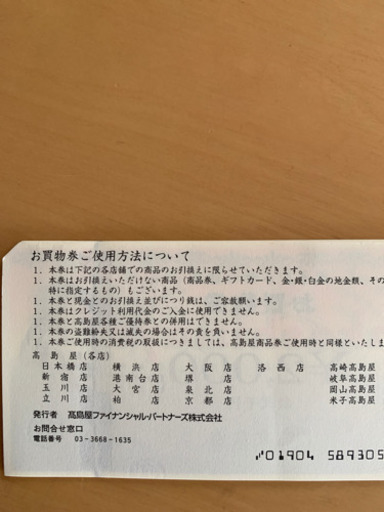 お買物券ご使用方法について
1．本券は下記の各店舗での商品のお引換えに限らせていただきます。
1．本券はお引換えいただけない商品（商品券、ギフトカード、金・銀・白金の地金類、その
特に指定するもの）もございます。
1．本券と現金とのお引換え並びにつり銭は、ご容赦願います。
1．本券はクレジット利用代金のご入金に使用できません。
1．本券と高島屋各種ご優待券との併用はできません。
1．本券の盗難紛失又は滅失の場合はその責を負いません。
1．本券ご使用時の消費税の取扱につきましては、高島屋商品券ご使用時と同様といたしま
高島屋（各店）
日本橋店 横浜店 大阪店 洛西店 高崎高島屋
新宿店 港南台店 堺店 岐阜高島屋
玉川店 大宮店 泉北店 岡山高島屋
立川店 柏店 京都店 米子高島屋
発行者 髙島屋ファイナンシャル・パートナーズ株式会社
お問合せ窓口
電話番号 03-3668-1635
01904 589305